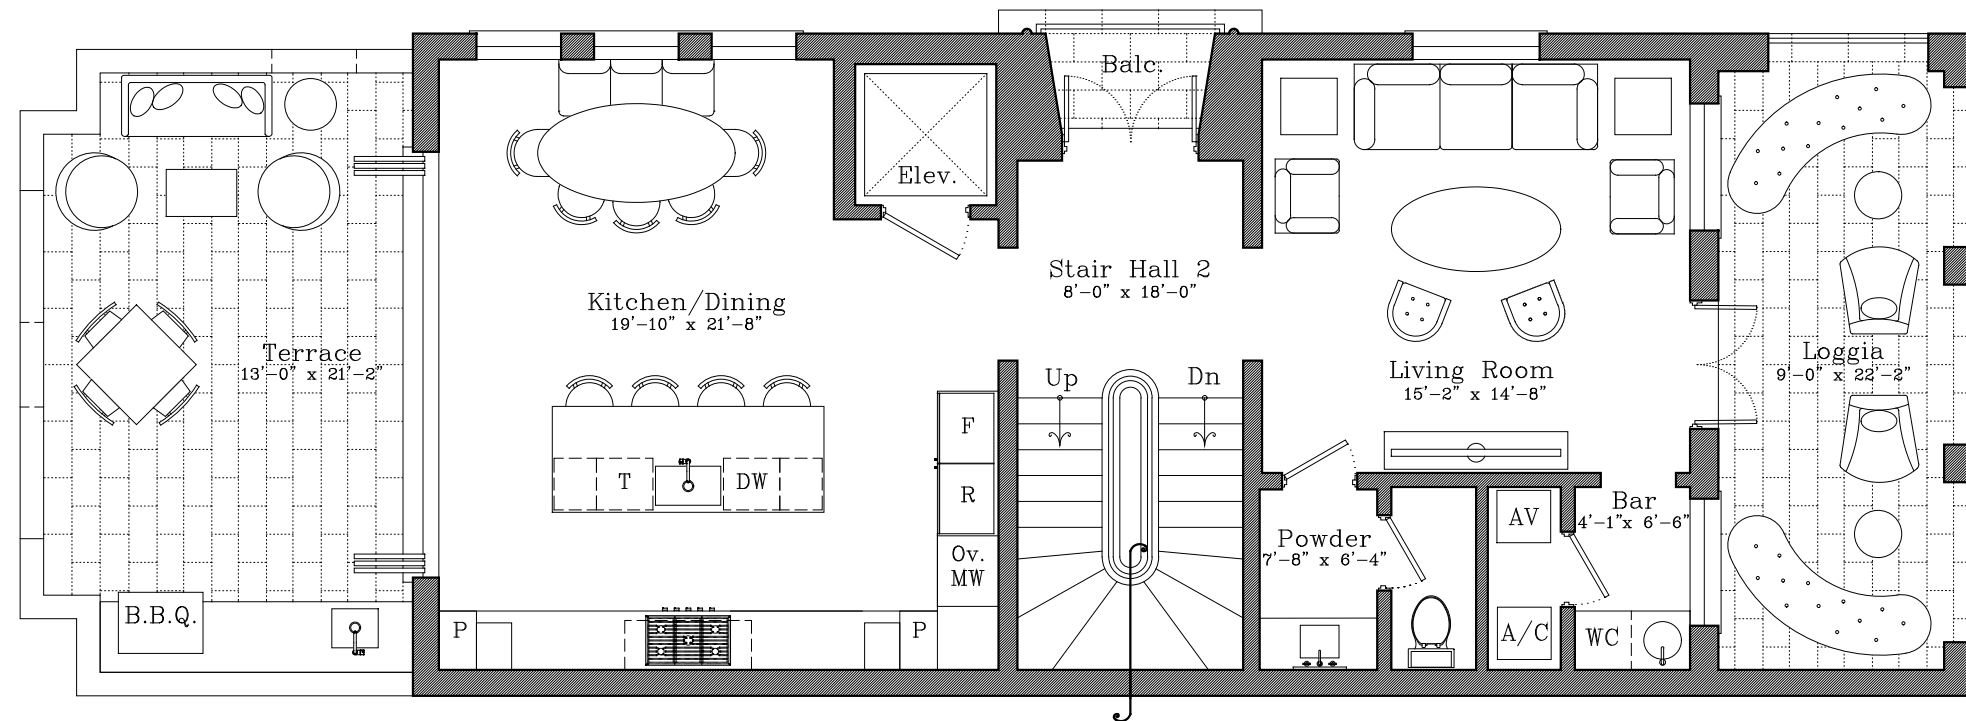 Balc.
Elev.
Stair Hall 2
8'-0" x 18'-0"
Kitchen/Dining
19'-10" x 21'-8"
Terrace
13'-0" x 21'-2"
Loggia
9'-0" x 22'-2"
Up
Dn
Living Room
15'-2" x 14'-8"
F
T
DW
R
Bar
4'-1"x 6'-6"
AV
Powder
7'-8" x 6'-4"
Ov.
MW
B.B.Q.
P
P
A/C
WC